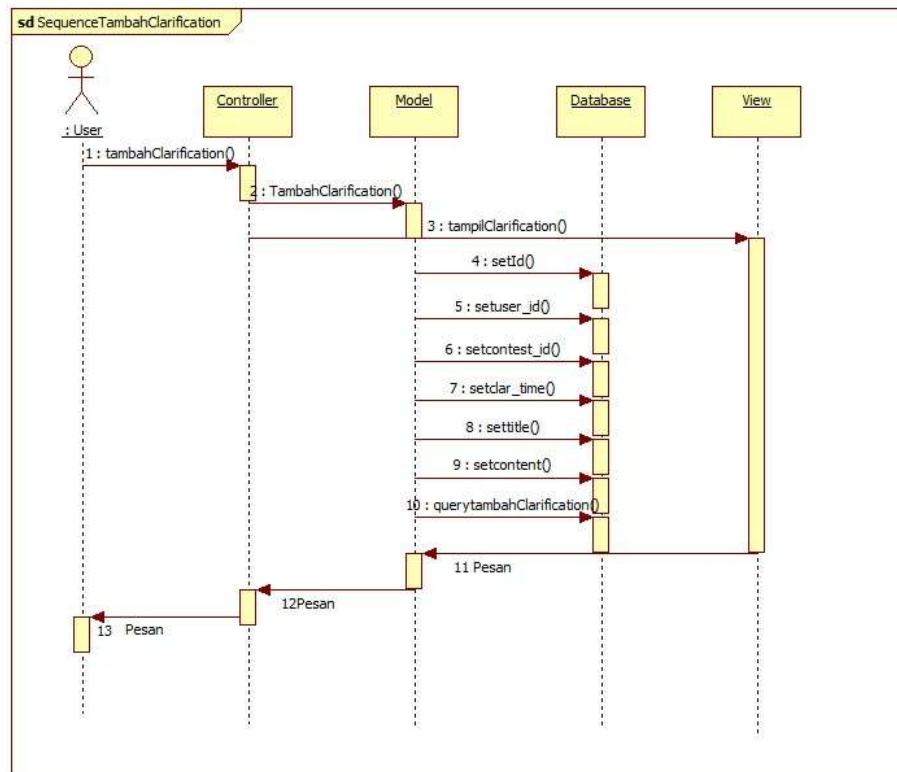 sd SequenceTambahClarification
Controller
Model
Database
View
: User
1 : tambahClarification()
2 : TambahClarification()
3 : tampilClarification()
4 : setId()
5 : setuser_id()
6 : setcontest_id()
7 : setclar_time()
8 : settitle()
9 : setcontent()
10 : querytambahClarification()
11 Pesan
12Pesan
13 Pesan